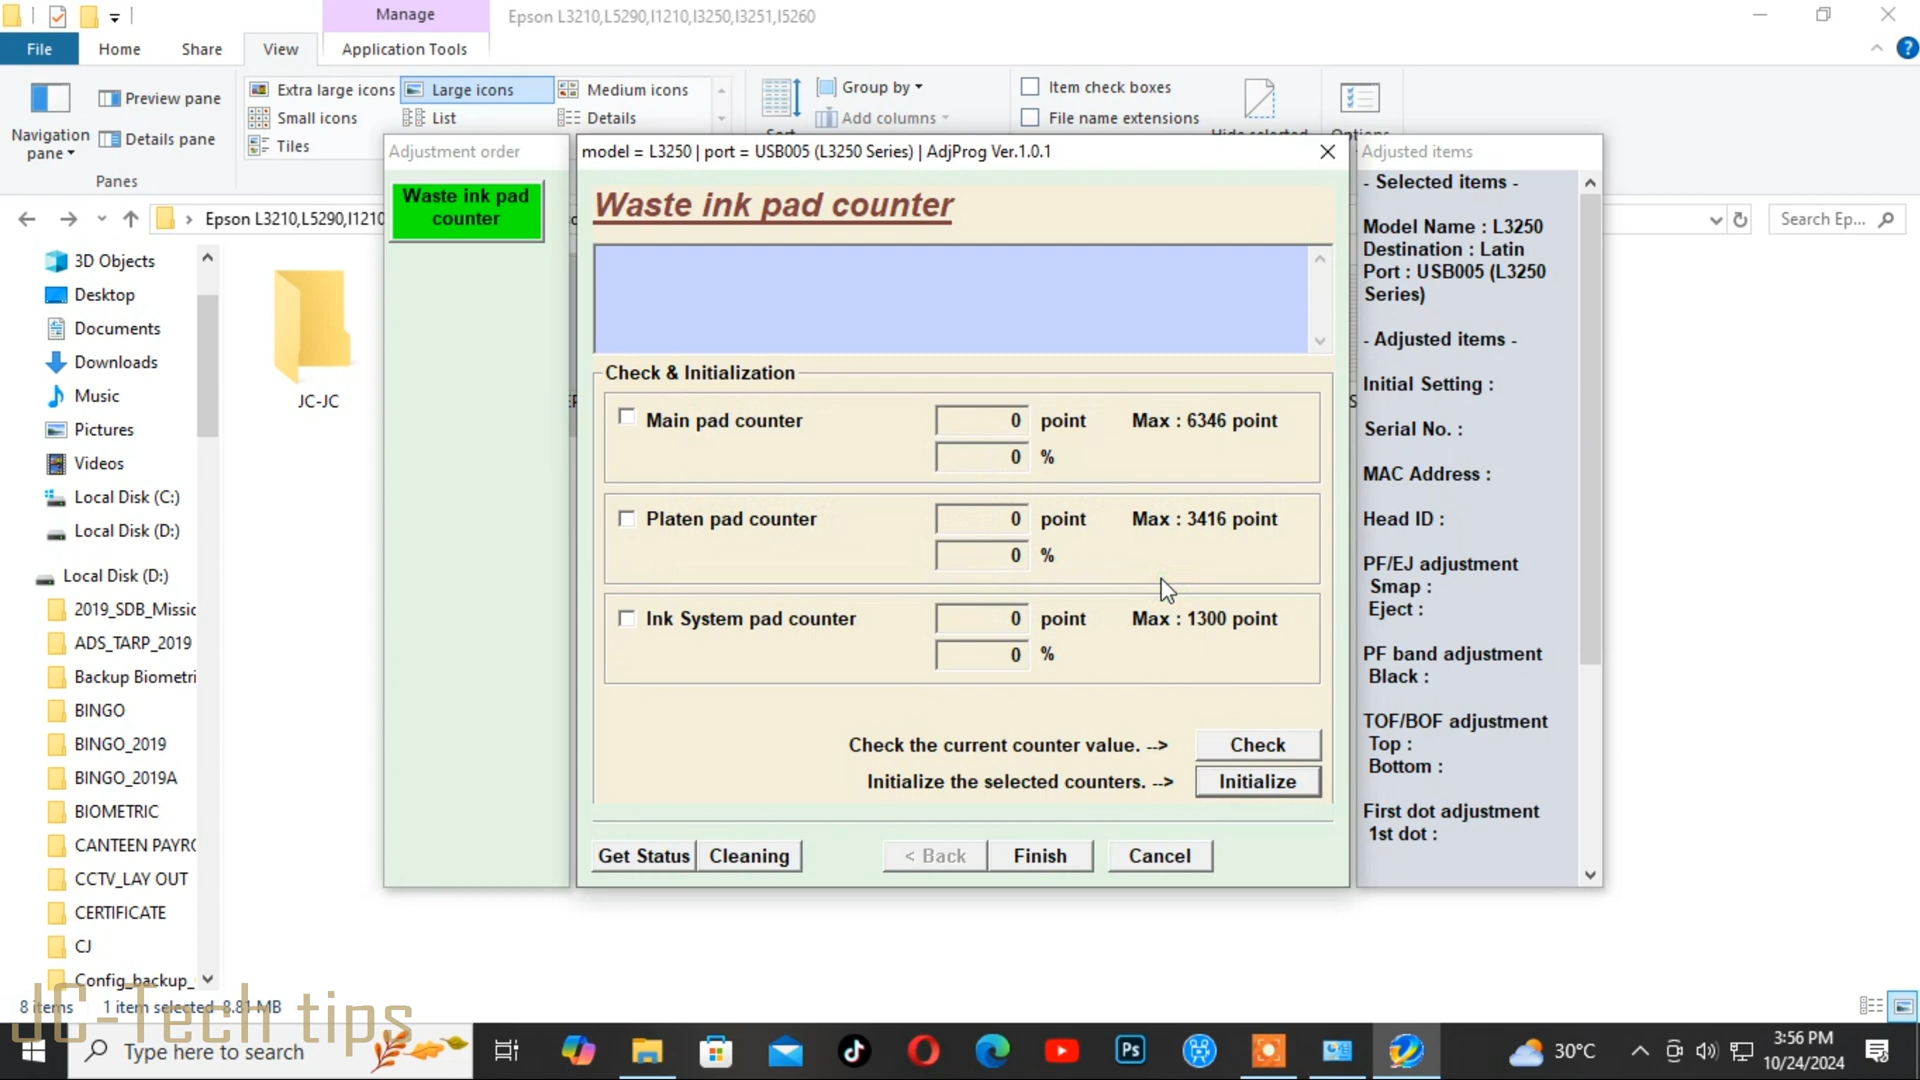 Manage
Epson L3210,L5290,I1210,I3250,I3251,I5260
File
Home
Share
View
Application Tools
Navigation pane
Preview pane
Details pane
Extra large icons
Large icons
Medium icons
Small icons
List
Details
Tiles
Group by
Add columns
Item check boxes
File name extensions
Panes
Epson L3210,L5290,I1210
Search Ep...
3D Objects
Desktop
Documents
Downloads
Music
Pictures
Videos
Local Disk (C:)
Local Disk (D:)
Local Disk (D:)
2019_SDB_Missic
ADS_TARP_2019
Backup Biometri
BINGO
BINGO_2019
BINGO_2019A
BIOMETRIC
CANTEEN PAYRC
CCTV_LAY OUT
CERTIFICATE
CJ
Config_backup_
JC-JC
8 items
1 item selected 8.81 MB
JC-Tech tips
Adjustment order
Waste ink pad
counter
model = L3250 | port = USB005 (L3250 Series) | AdjProg Ver.1.0.1
Waste ink pad counter
Check & Initialization
Main pad counter 0 point Max : 6346 point
0 %
Platen pad counter 0 point Max : 3416 point
0 %
Ink System pad counter 0 point Max : 1300 point
0 %
Check the current counter value. --> Check
Initialize the selected counters. --> Initialize
Get Status
Cleaning
< Back
Finish
Cancel
Adjusted items
- Selected items -
Model Name : L3250
Destination : Latin
Port : USB005 (L3250
Series)
- Adjusted items -
Initial Setting :
Serial No. :
MAC Address :
Head ID :
PF/EJ adjustment
Smap :
Eject :
PF band adjustment
Black :
TOF/BOF adjustment
Top :
Bottom :
First dot adjustment
1st dot :
Type here to search
Ps
30°C
3:56 PM
10/24/2024